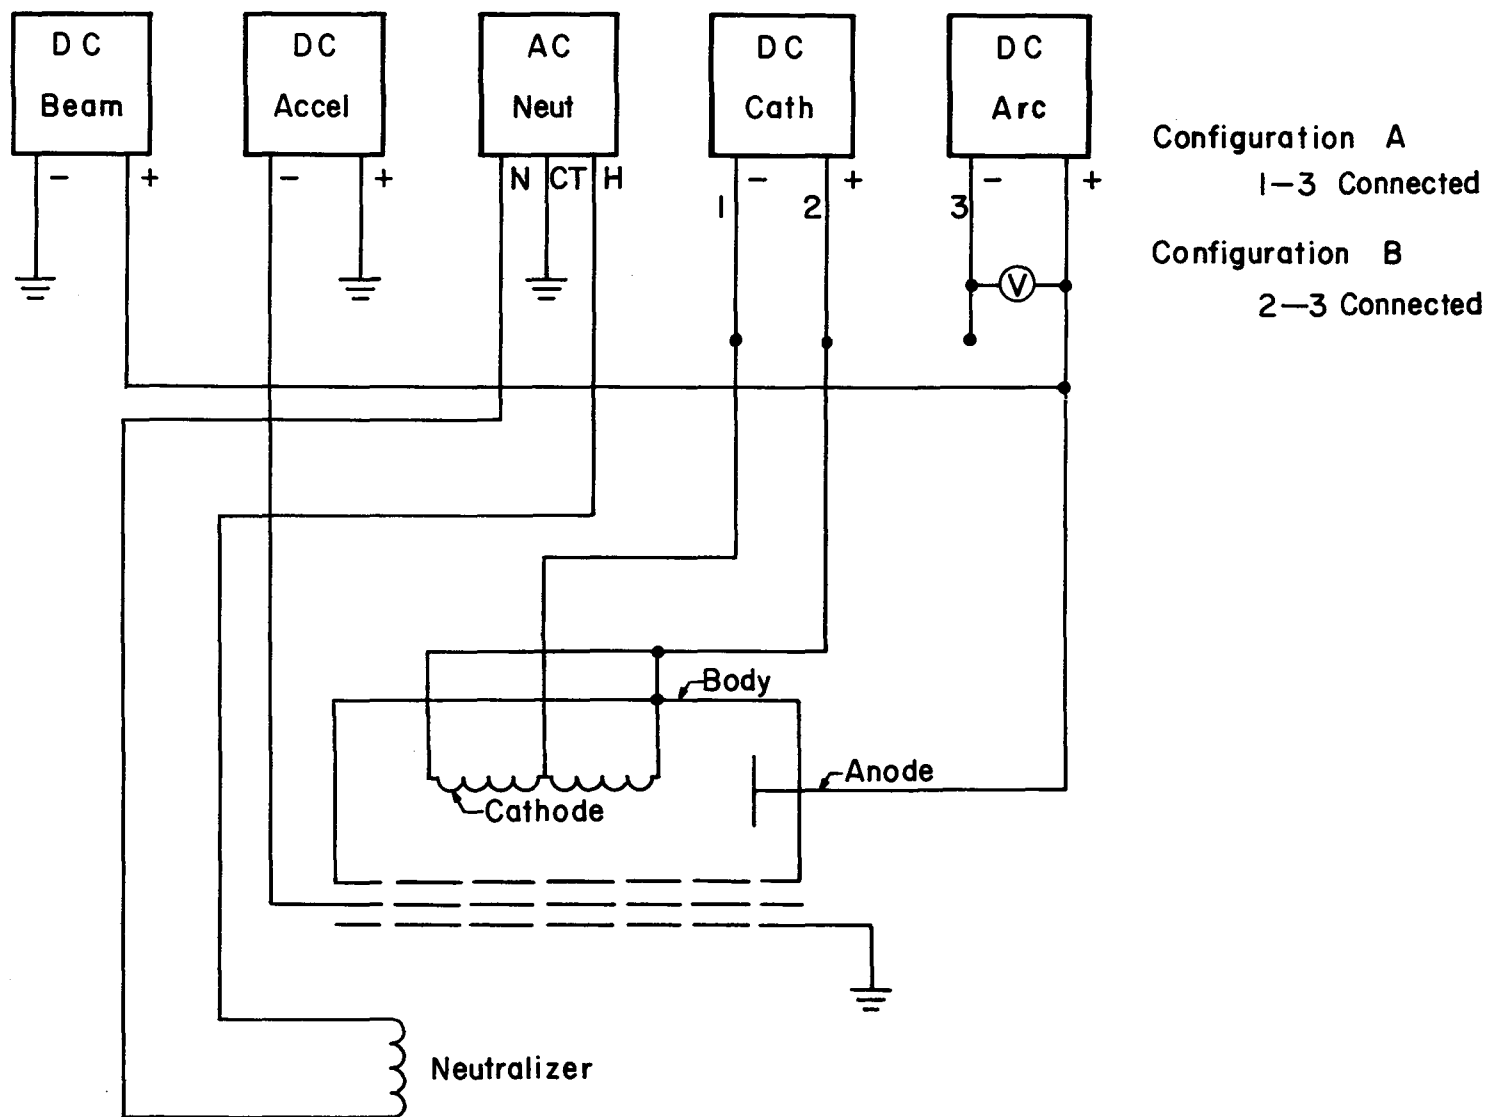 DC
Beam
DC
Accel
AC
Neut
DC
Cath
DC
Arc
Configuration A
1–3 Connected
Configuration B
2–3 Connected
- +
- +
N CT H
- +
1 2
- +
3
V
Body
Anode
Cathode
Neutralizer